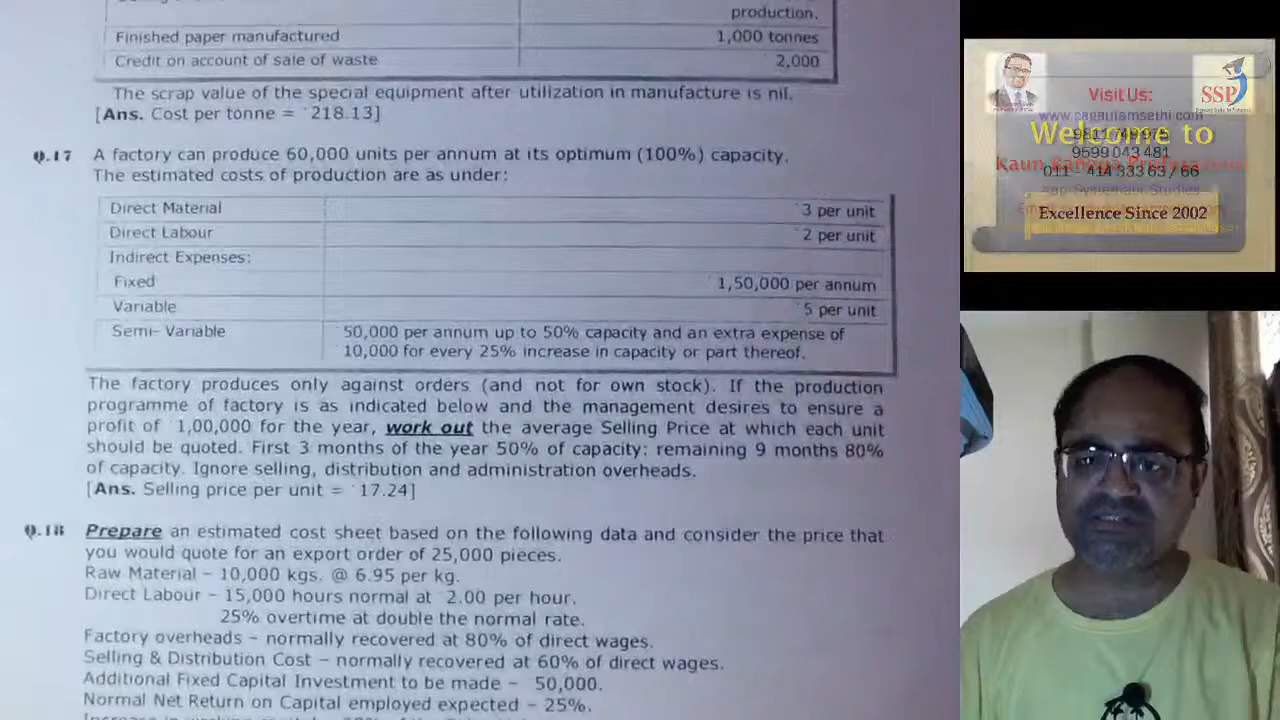 production.
Finished paper manufactured 1,000 tonnes
Credit on account of sale of waste 2,000
The scrap value of the special equipment after utilization in manufacture is nil.
[Ans. Cost per tonne = ` 218.13]
Q.17 A factory can produce 60,000 units per annum at its optimum (100%) capacity.
The estimated costs of production are as under:
Direct Material ` 3 per unit
Direct Labour ` 2 per unit
Indirect Expenses:
Fixed ` 1,50,000 per annum
Variable ` 5 per unit
Semi- Variable ` 50,000 per annum up to 50% capacity and an extra expense of
` 10,000 for every 25% increase in capacity or part thereof.
The factory produces only against orders (and not for own stock). If the production
programme of factory is as indicated below and the management desires to ensure a
profit of ` 1,00,000 for the year, work out the average Selling Price at which each unit
should be quoted. First 3 months of the year 50% of capacity: remaining 9 months 80%
of capacity. Ignore selling, distribution and administration overheads.
[Ans. Selling price per unit = ` 17.24]
Q.18 Prepare an estimated cost sheet based on the following data and consider the price that
you would quote for an export order of 25,000 pieces.
Raw Material – 10,000 kgs. @ 6.95 per kg.
Direct Labour – 15,000 hours normal at ` 2.00 per hour.
25% overtime at double the normal rate.
Factory overheads – normally recovered at 80% of direct wages.
Selling & Distribution Cost – normally recovered at 60% of direct wages.
Additional Fixed Capital Investment to be made – ` 50,000.
Normal Net Return on Capital employed expected – 25%.
SSP
Visit Us:
www.cagautamsethi.com
Welcome to
9811 749 975
9599 043 481
011 - 414 333 63 / 66
Excellence Since 2002